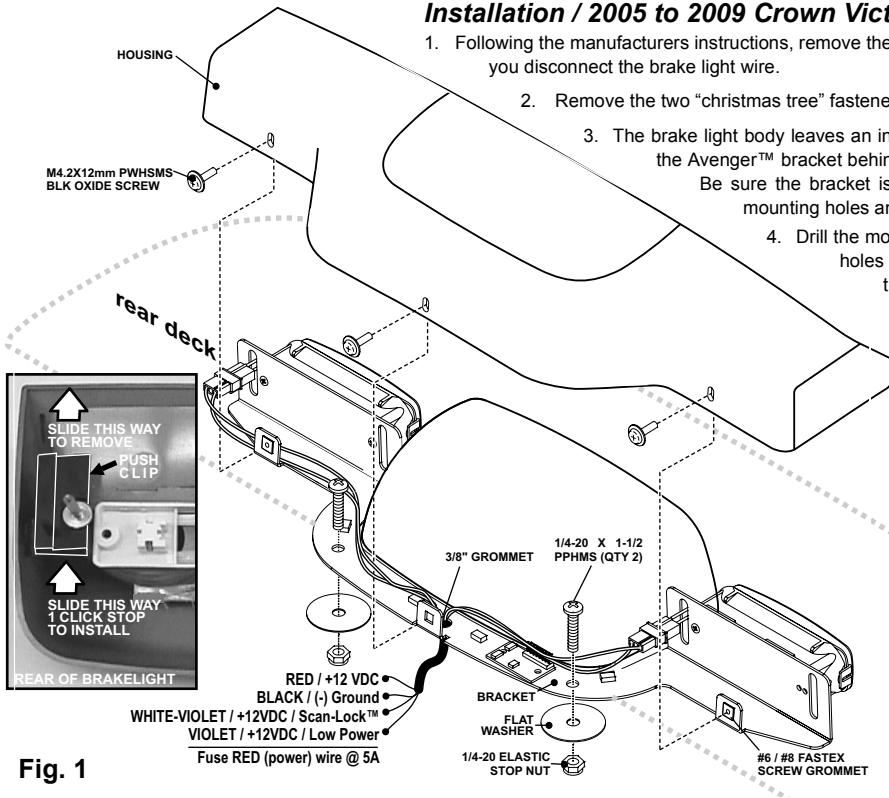 Installation / 2005 to 2009 Crown Vict
1. Following the manufacturers instructions, remove the
you disconnect the brake light wire.
2. Remove the two “christmas tree” fastene
3. The brake light body leaves an in
the Avenger™ bracket behin
Be sure the bracket is
mounting holes ar
4. Drill the mo
holes
t
HOUSING
M4.2X12mm PWHSMS
BLK OXIDE SCREW
rear deck
SLIDE THIS WAY
TO REMOVE
PUSH
CLIP
SLIDE THIS WAY
1 CLICK STOP
TO INSTALL
REAR OF BRAKELIGHT
3/8" GROMMET
1/4-20 X 1-1/2
PPHMS (QTY 2)
RED / +12 VDC
BLACK / (-) Ground
WHITE-VIOLET / +12VDC / Scan-Lock™
VIOLET / +12VDC / Low Power
Fuse RED (power) wire @ 5A
BRACKET
FLAT
WASHER
1/4-20 ELASTIC
STOP NUT
#6 / #8 FASTEX
SCREW GROMMET
Fig. 1